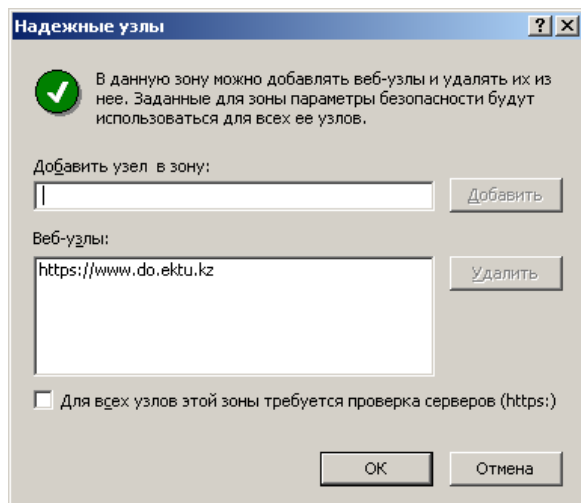 Надежные узлы
В данную зону можно добавлять веб-узлы и удалять их из
нее. Заданные для зоны параметры безопасности будут
использоваться для всех ее узлов.
Добавить узел в зону:
Добавить
Веб-узлы:
https://www.do.ektu.kz
Удалить
Для всех узлов этой зоны требуется проверка серверов (https:)
OK
Отмена